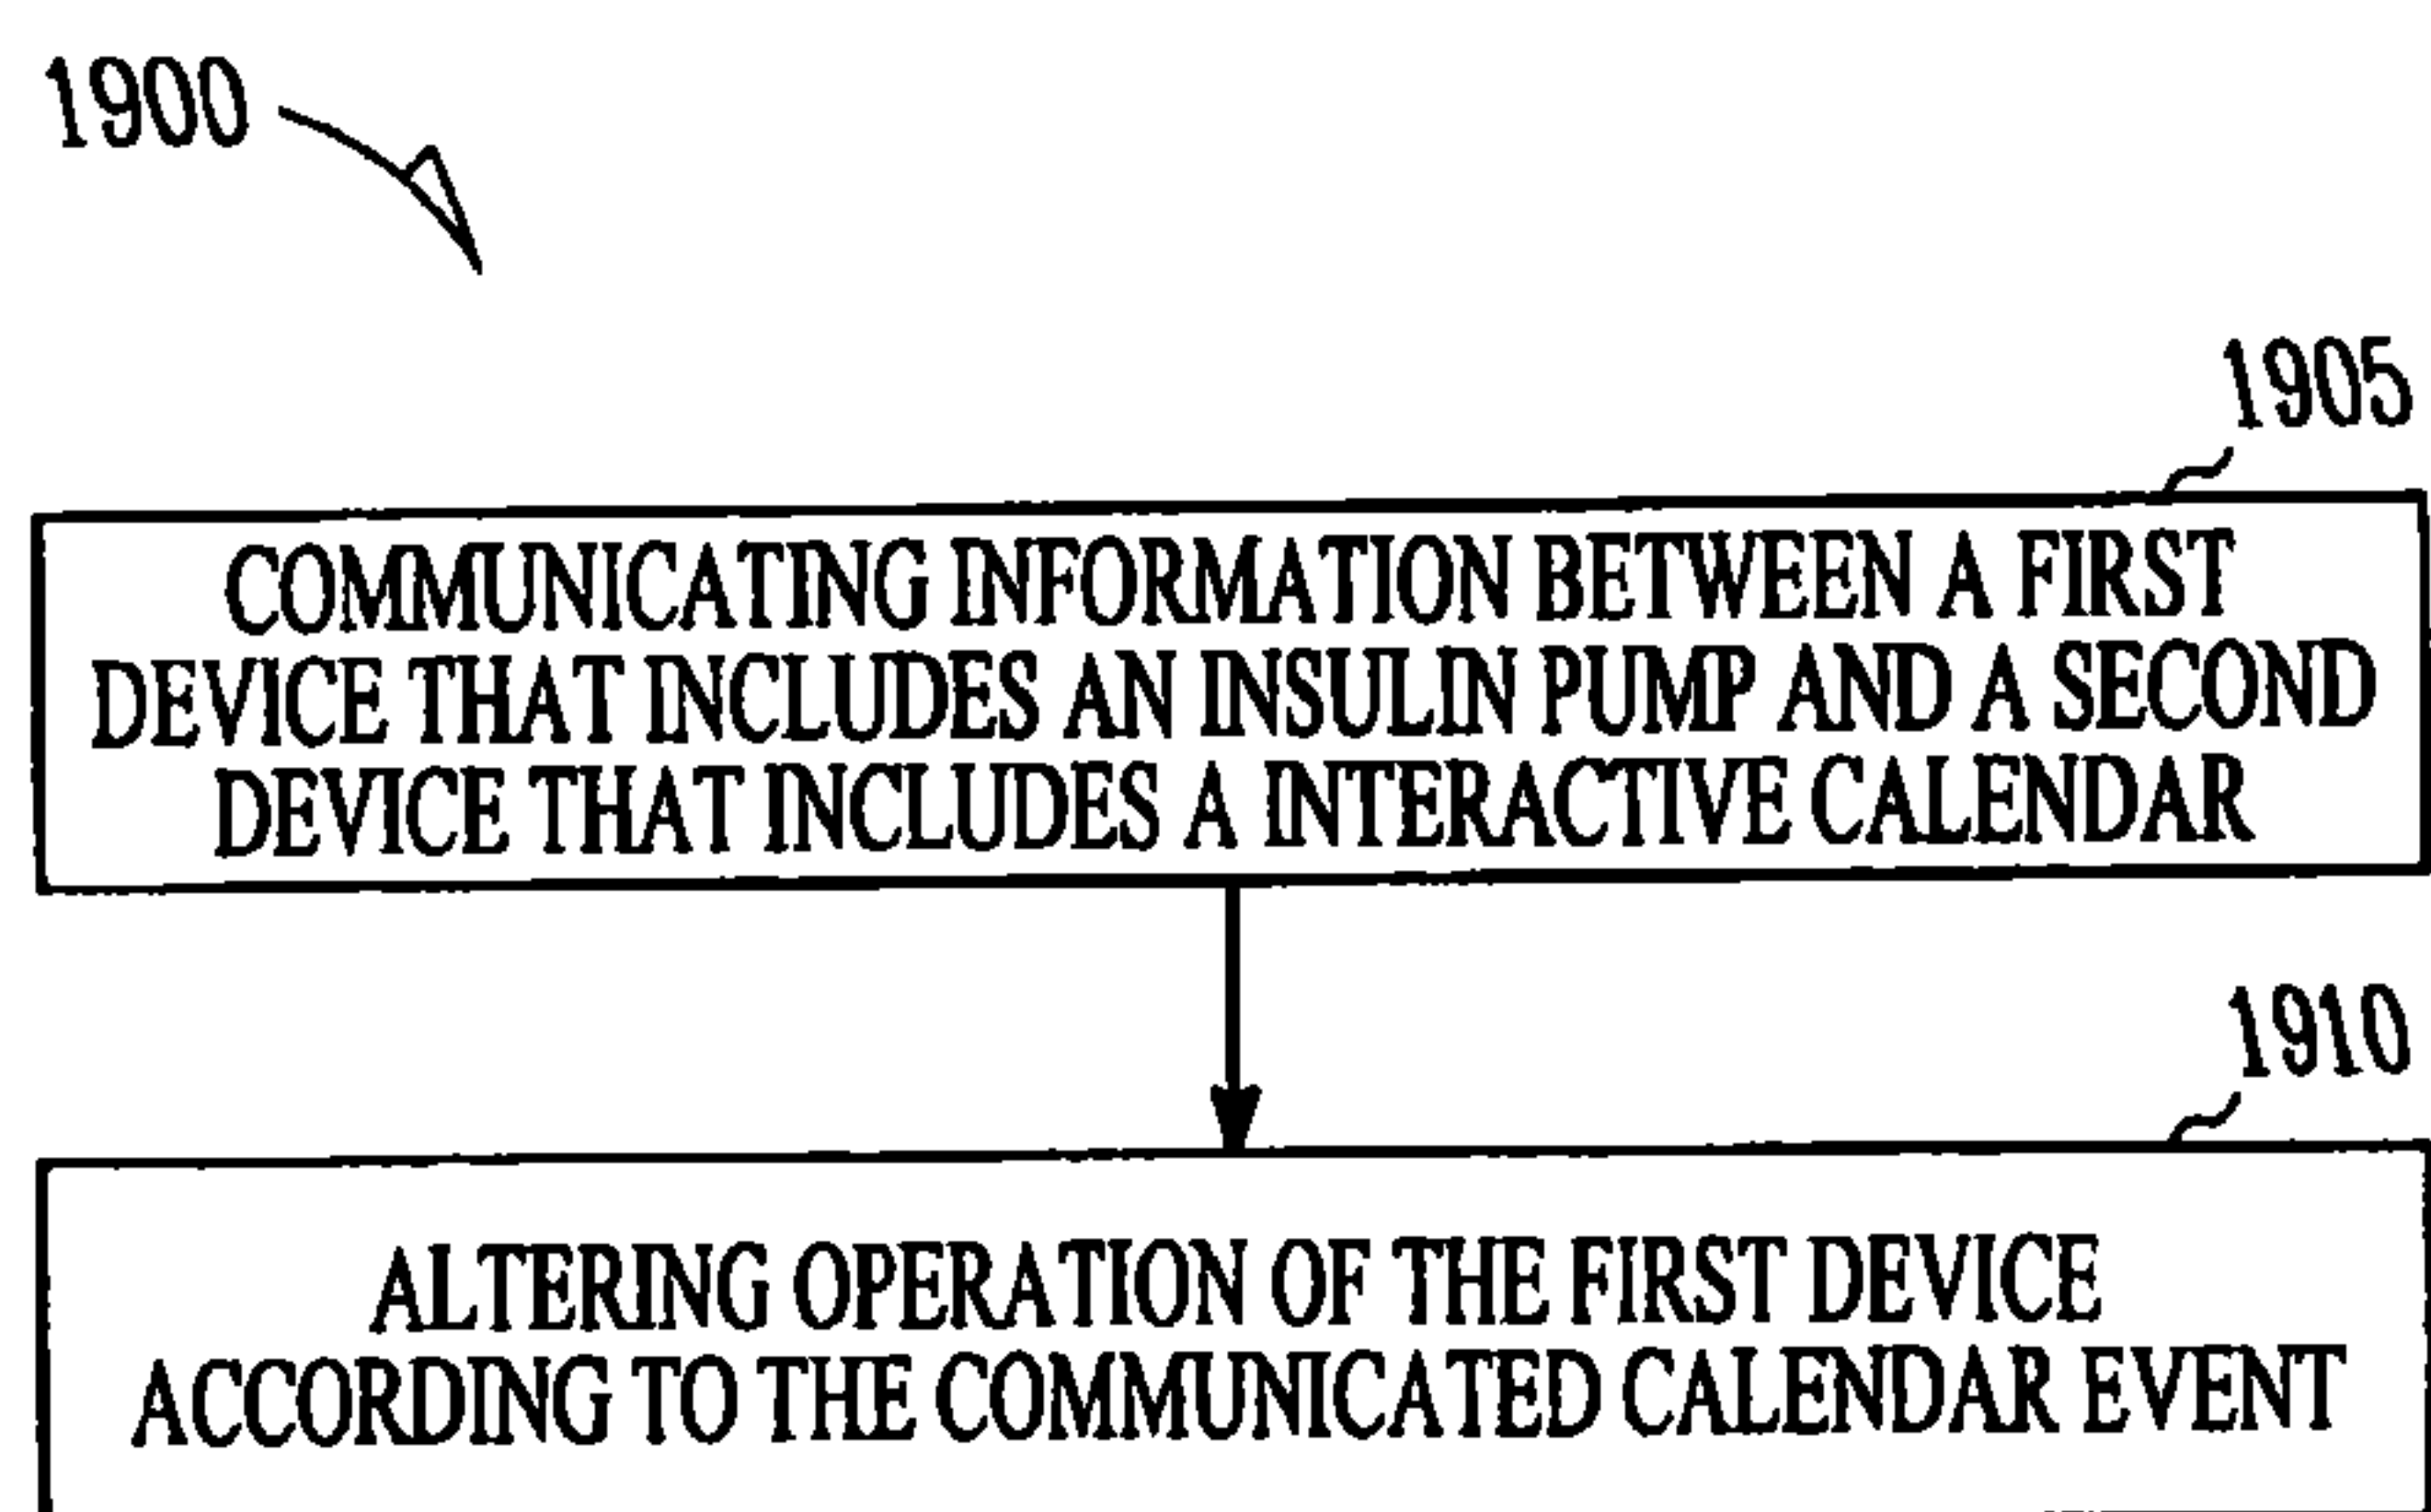 1900
1905
COMMUNICATING INFORMATION BETWEEN A FIRST
DEVICE THAT INCLUDES AN INSULIN PUMP AND A SECOND
DEVICE THAT INCLUDES A INTERACTIVE CALENDAR
1910
ALTERING OPERATION OF THE FIRST DEVICE
ACCORDING TO THE COMMUNICATED CALENDAR EVENT